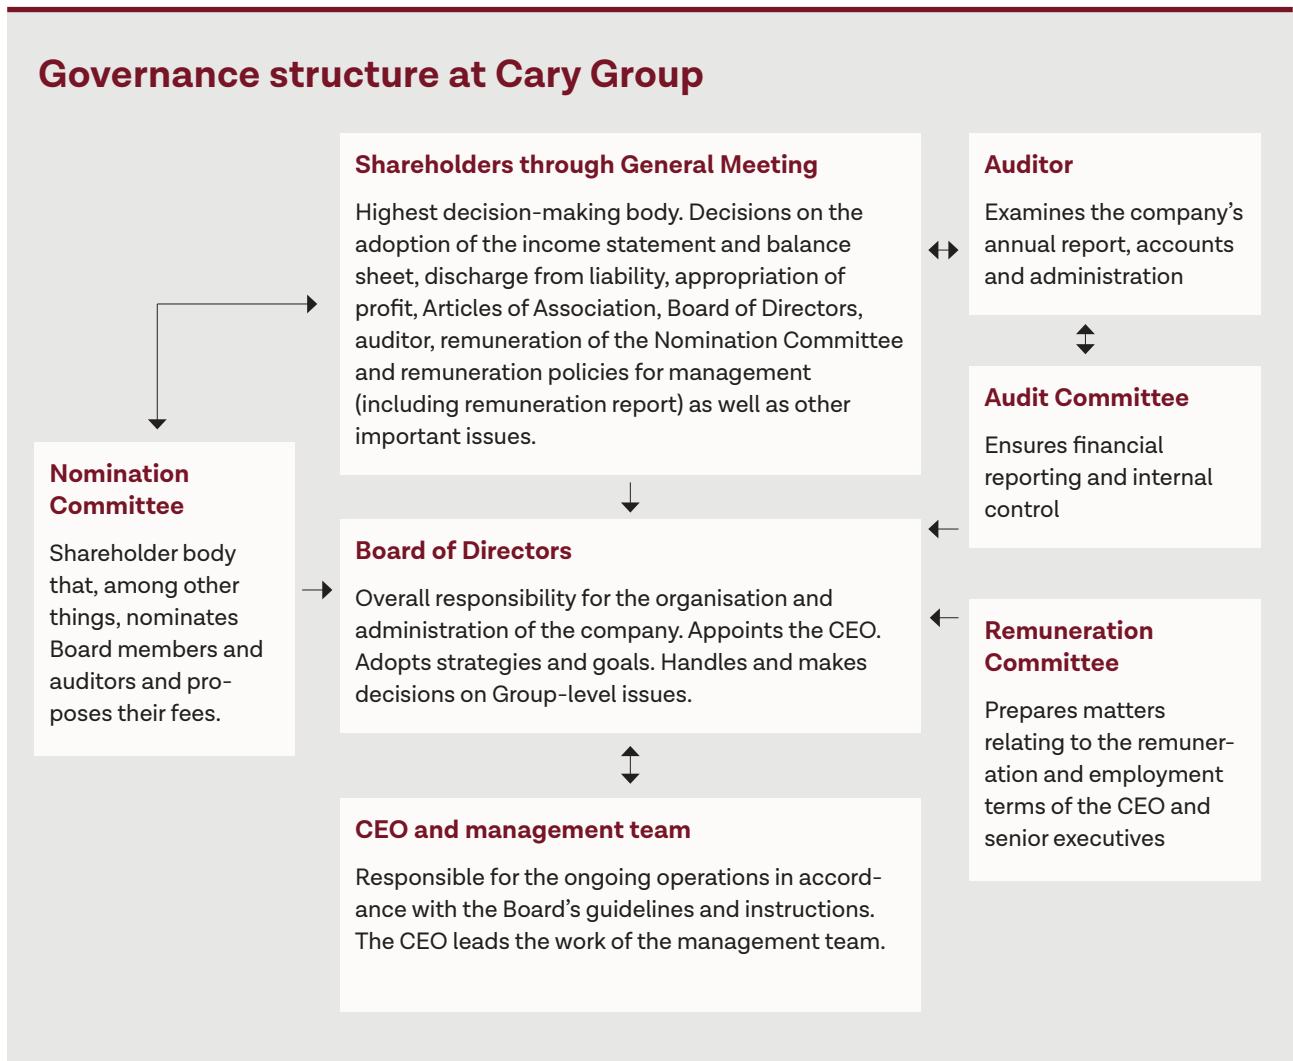 Governance structure at Cary Group
Shareholders through General Meeting
Highest decision-making body. Decisions on the
adoption of the income statement and balance
sheet, discharge from liability, appropriation of
profit, Articles of Association, Board of Directors,
auditor, remuneration of the Nomination Committee
and remuneration policies for management
(including remuneration report) as well as other
important issues.
Auditor
Examines the company’s
annual report, accounts
and administration
Audit Committee
Ensures financial
reporting and internal
control
Nomination
Committee
Shareholder body
that, among other
things, nominates
Board members and
auditors and pro-
poses their fees.
Board of Directors
Overall responsibility for the organisation and
administration of the company. Appoints the CEO.
Adopts strategies and goals. Handles and makes
decisions on Group-level issues.
Remuneration
Committee
Prepares matters
relating to the remuner-
ation and employment
terms of the CEO and
senior executives
CEO and management team
Responsible for the ongoing operations in accord-
ance with the Board’s guidelines and instructions.
The CEO leads the work of the management team.